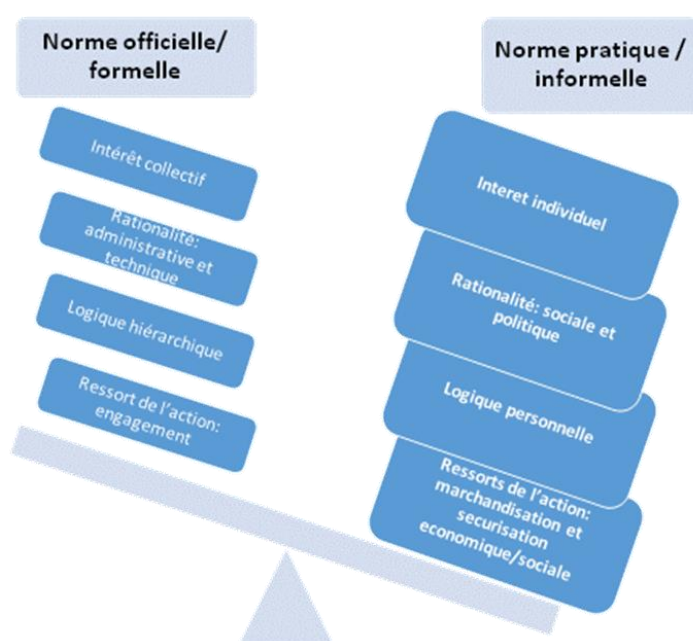 Norme officielle/
formelle
Intérêt collectif
Rationalité:
administrative et
technique
Logique hiérarchique
Ressort de l'action:
engagement
Norme pratique /
informelle
Interet individuel
Rationalité: sociale et
politique
Logique personnelle
Ressorts de l'action:
marchandisation et
securisation
economique/sociale